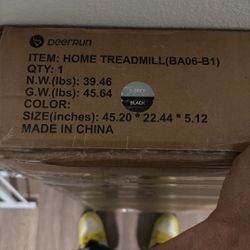 DeerRun
ITEM: HOME TREADMILL(BA06-B1)
QTY: 1
N.W.(lbs): 39.46
G.W.(lbs): 45.64
COLOR:
BLACK
SIZE(inches): 45.20 * 22.44 * 5.12
MADE IN CHINA